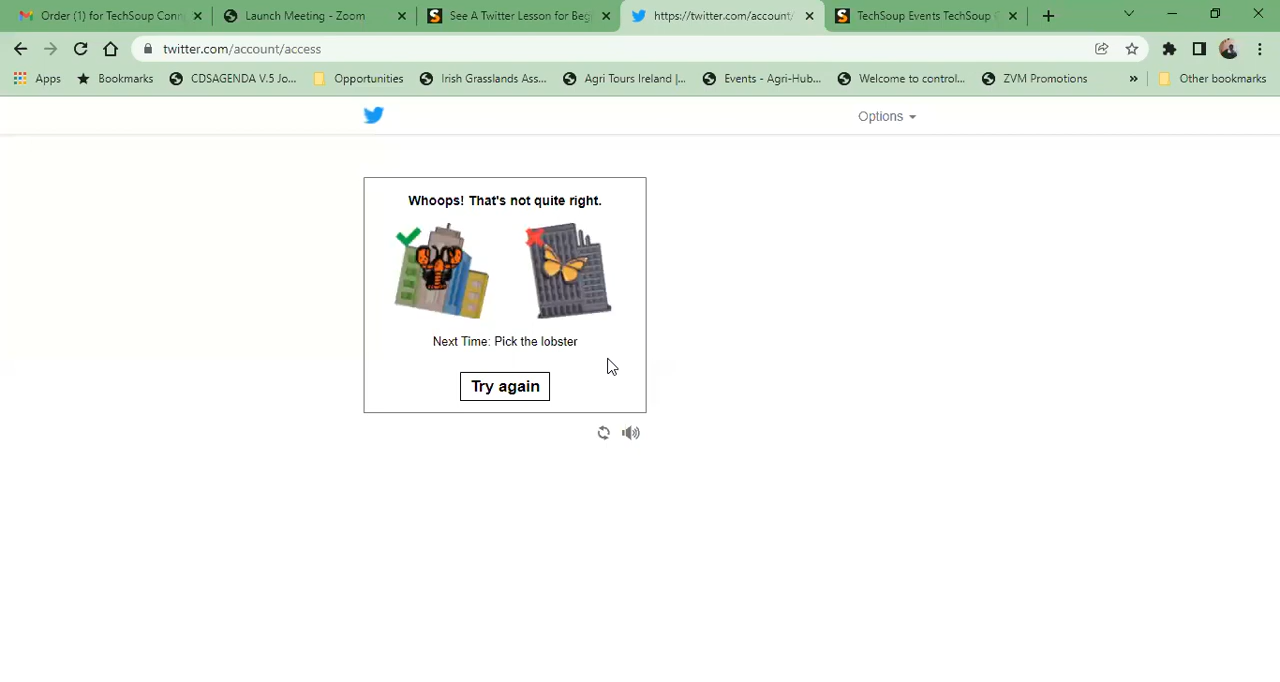 Order (1) for TechSoup Conn
Launch Meeting - Zoom
See A Twitter Lesson for Begi
https://twitter.com/account/
TechSoup Events TechSoup
twitter.com/account/access
Apps
Bookmarks
CDSAGENDA V.5 Jo...
Opportunities
Irish Grasslands Ass...
Agri Tours Ireland |...
Events - Agri-Hub...
Welcome to control...
ZVM Promotions
»
Other bookmarks
Options
Whoops! That's not quite right.
Next Time: Pick the lobster
Try again